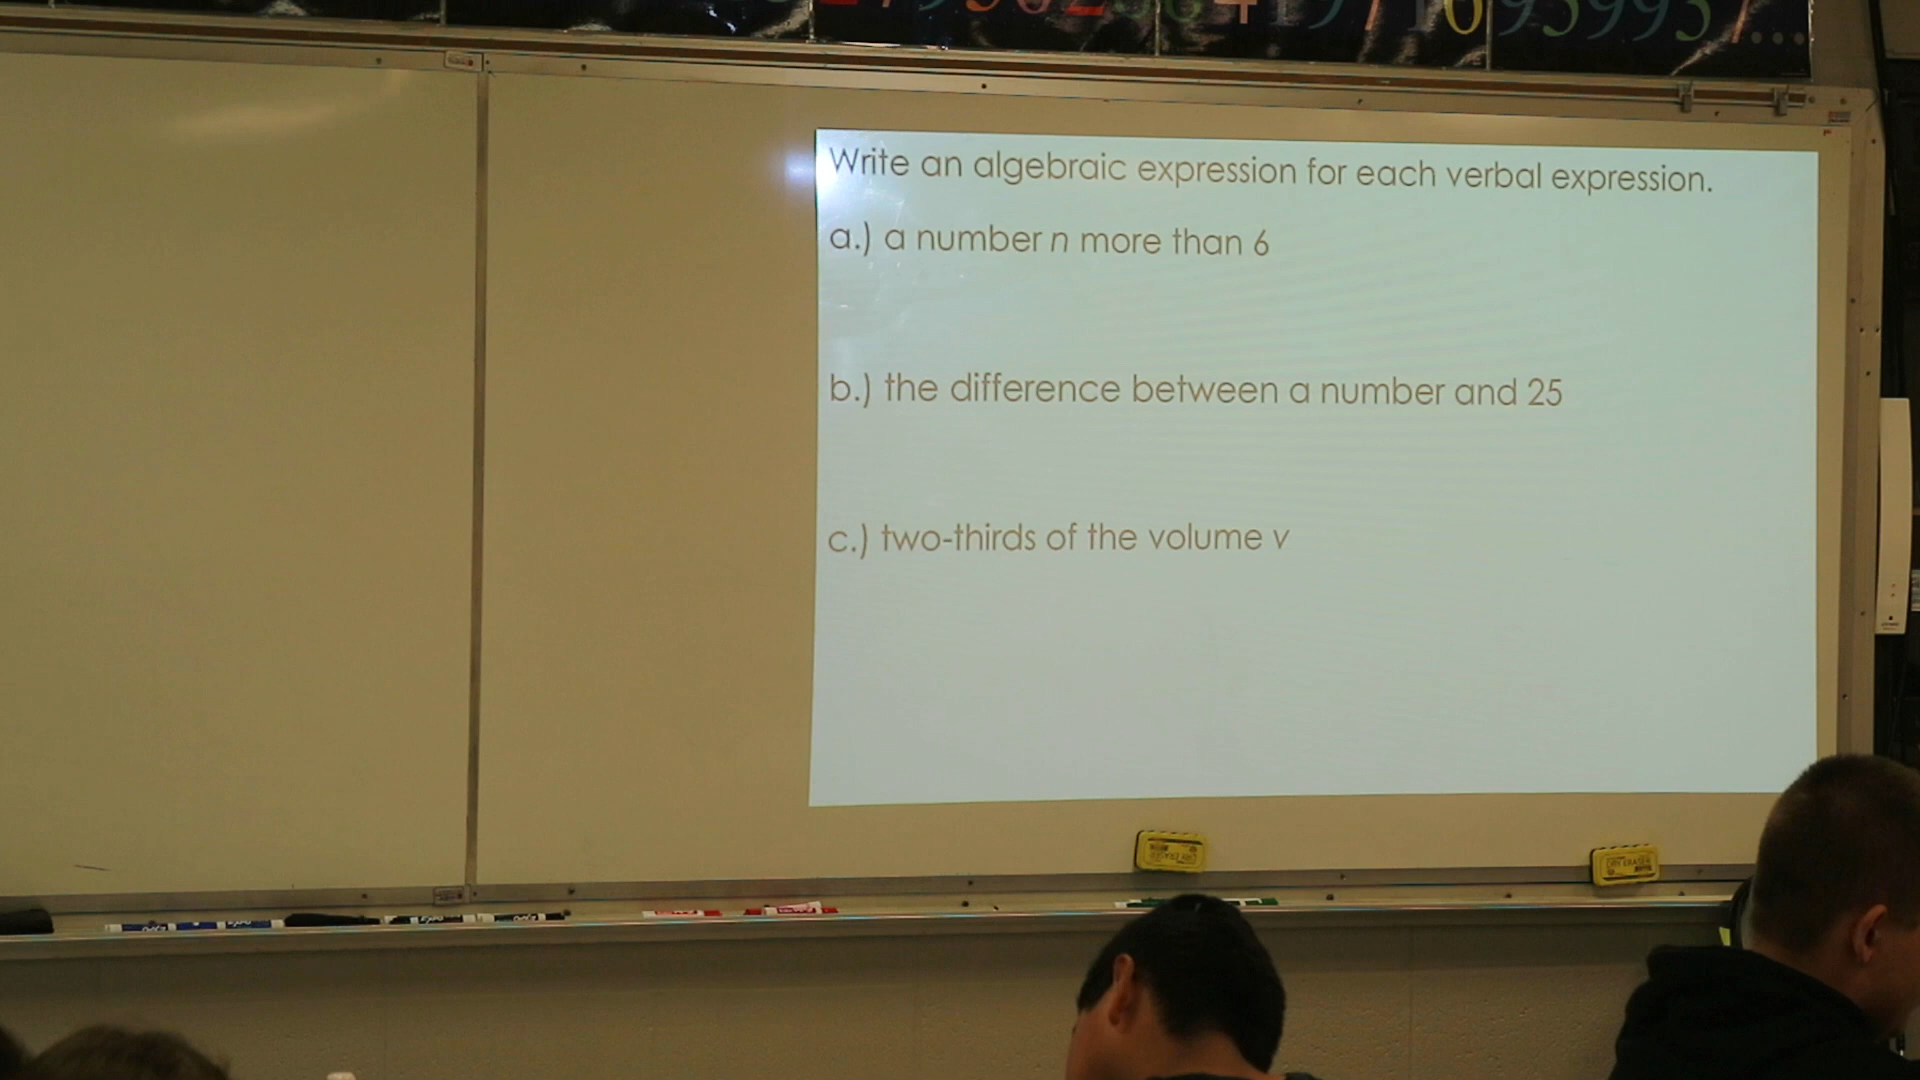 Write an algebraic expression for each verbal expression.
a.) a number n more than 6
b.) the difference between a number and 25
c.) two-thirds of the volume v